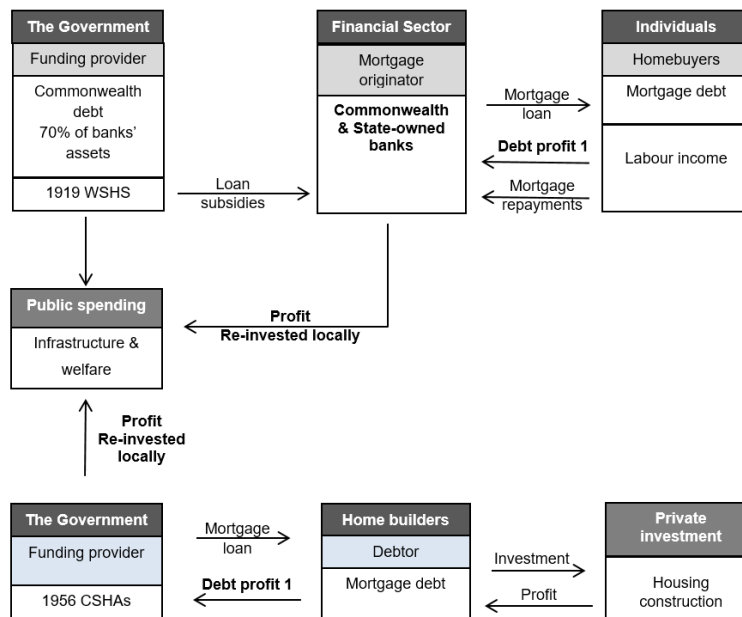 The Government
Funding provider
Commonwealth
debt
70% of banks'
assets
1919 WSHS
Loan
subsidies
Financial Sector
Mortgage
originator
Commonwealth
& State-owned
banks
Mortgage
loan
Debt profit 1
Mortgage
repayments
Individuals
Homebuyers
Mortgage debt
Labour income
Public spending
Infrastructure &
welfare
Profit
Re-invested locally
Profit
Re-invested
locally
The Government
Funding provider
1956 CSHAs
Mortgage
loan
Debt profit 1
Home builders
Debtor
Mortgage debt
Investment
Profit
Private
investment
Housing
construction